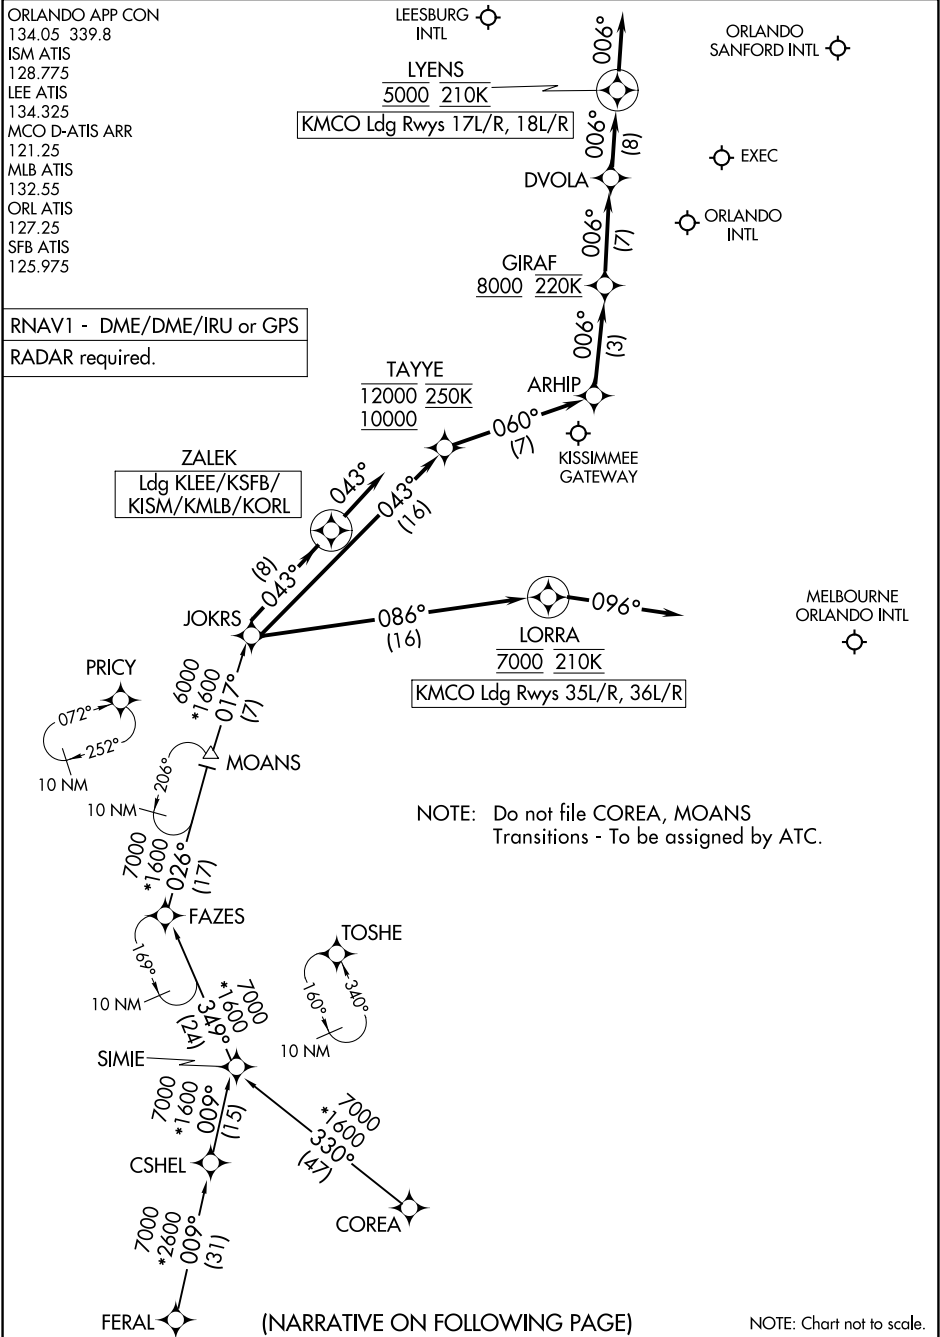 ORLANDO APP CON
134.05 339.8
ISM ATIS
128.775
LEE ATIS
134.325
MCO D-ATIS ARR
121.25
MLB ATIS
132.55
ORL ATIS
127.25
SFB ATIS
125.975
RNAV1 - DME/DME/IRU or GPS
RADAR required.
LEESBURG
INTL
ORLANDO
SANFORD INTL
006°
LYENS
5000 210K
KMCO Ldg Rwys 17L/R, 18L/R
006°
(8)
EXEC
DVOLA
ORLANDO
INTL
006°
(7)
GIRAF
8000 220K
006°
(3)
TAYYE
12000 250K
10000
ARHIP
060°
(7)
KISSIMMEE
GATEWAY
ZALEK
Ldg KLEE/KSFB/
KISM/KMLB/KORL
043°
043°
(16)
(8)
043°
JOKRS
086°
(16)
096°
LORRA
7000 210K
KMCO Ldg Rwys 35L/R, 36L/R
MELBOURNE
ORLANDO INTL
PRICY
072°
252°
10 NM
6000
*1600
017°
(7)
MOANS
206°
10 NM
NOTE: Do not file COREA, MOANS
Transitions - To be assigned by ATC.
7000
*1600
026°
(17)
FAZES
169°
10 NM
TOSHE
160°
340°
10 NM
7000
*1600
349°
(24)
SIMIE
7000
*1600
009°
(15)
7000
*1600
330°
(47)
CSHEL
COREA
7000
*2600
009°
(31)
FERAL
(NARRATIVE ON FOLLOWING PAGE)
NOTE: Chart not to scale.